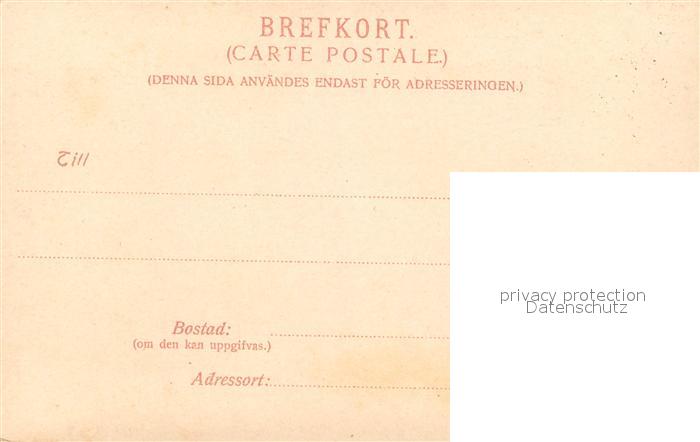 BREFKORT.
(CARTE POSTALE.)
(DENNA SIDA ANVÄNDES ENDAST FÖR ADRESSERINGEN.)
Till
privacy protection
Datenschutz
Bostad:
(om den kan uppgifvas.)
Adressort: